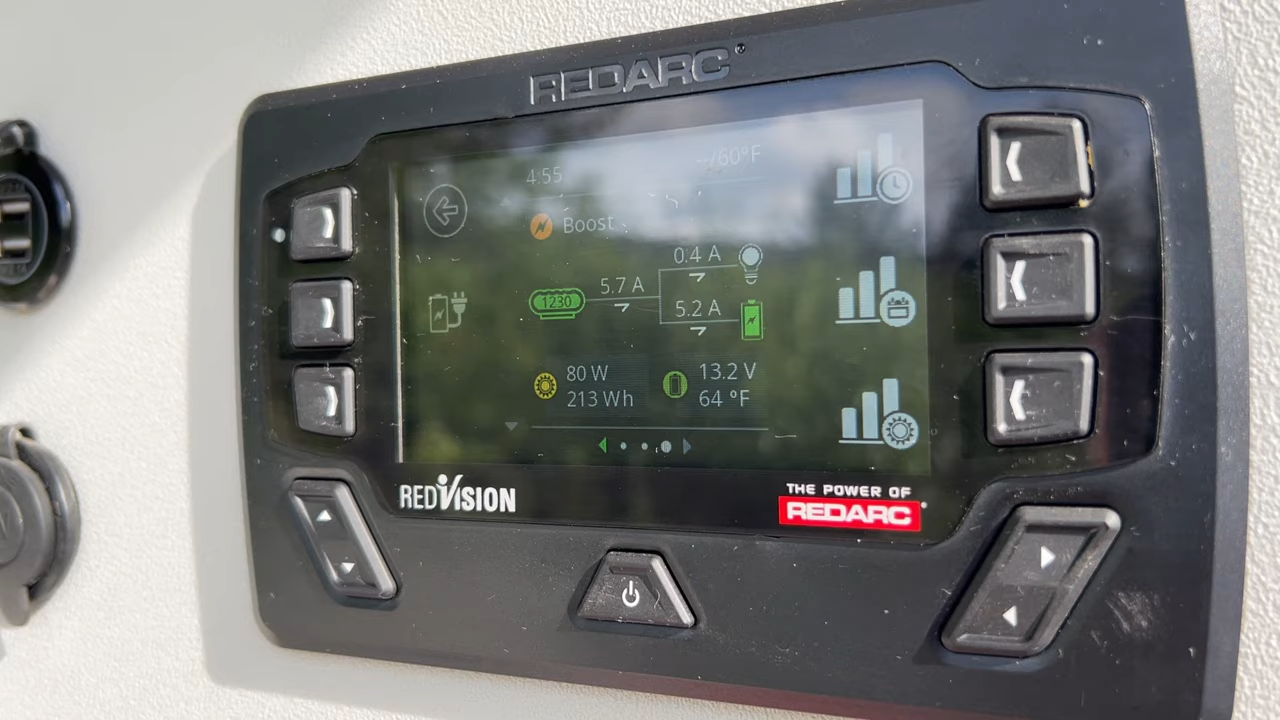 REDARC
4:55
--/60°F
Boost
0.4 A
5.7 A
1230
5.2 A
80 W
213 Wh
13.2 V
64 °F
REDVISION
THE POWER OF
REDARC